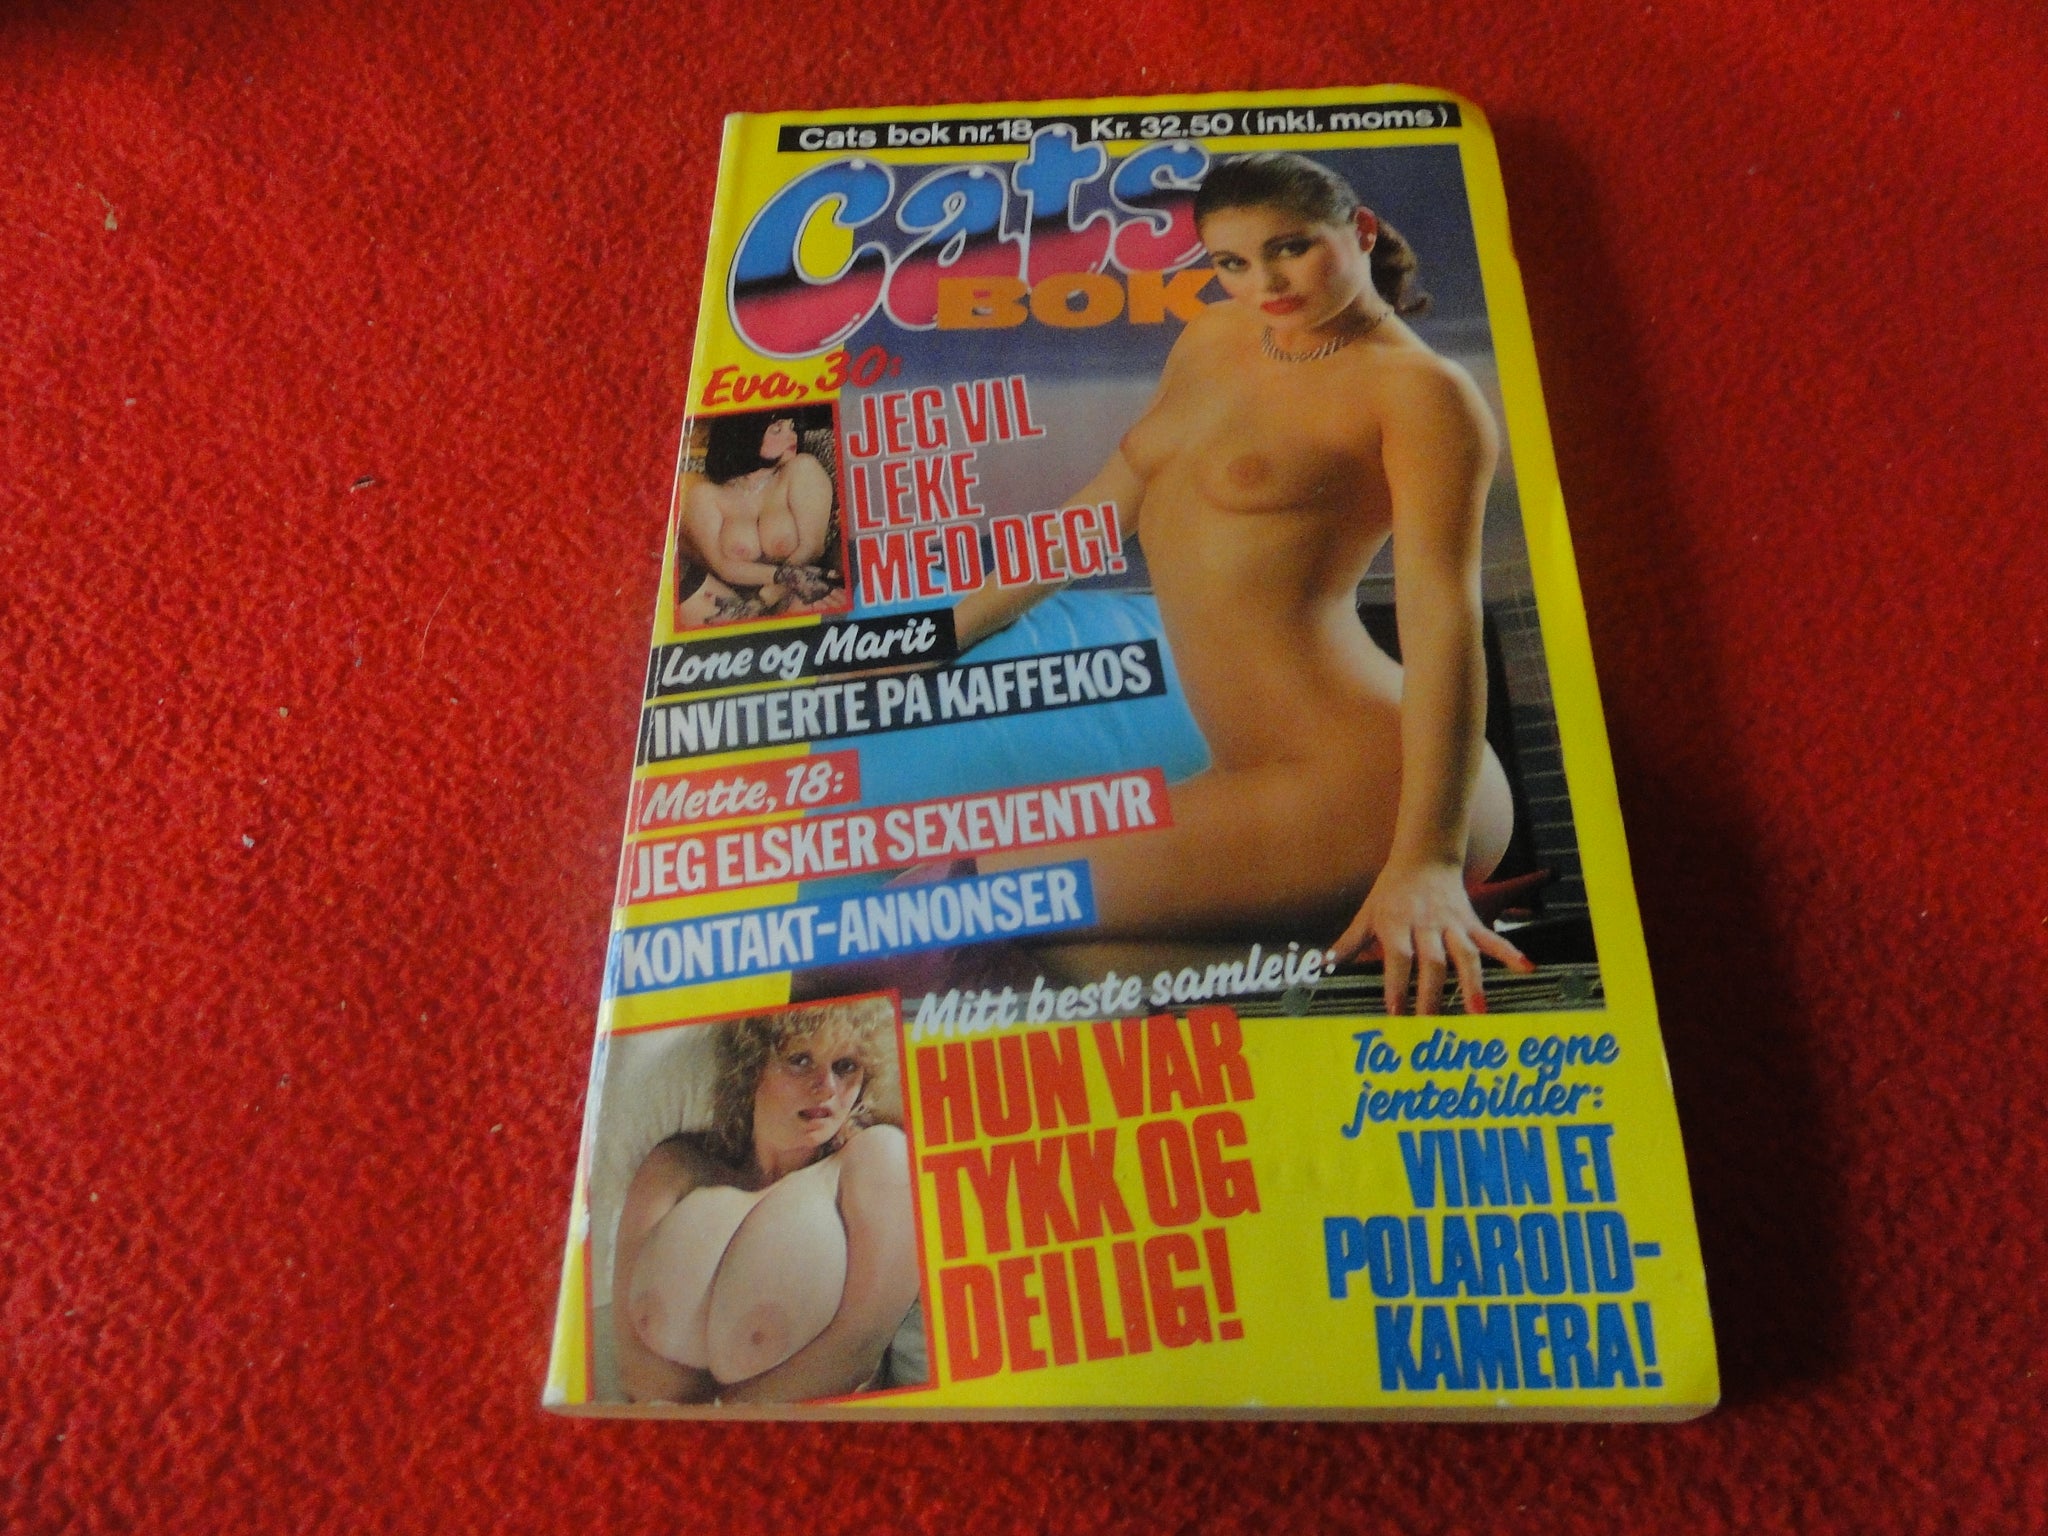 Cats bok nr.18 • Kr. 32,50 (inkl. moms)
Cats
BOK
Eva, 30:
JEG VIL
LEKE
MED DEG!
Lone og Marit
INVITERTE PÅ KAFFEKOS
Mette, 18:
JEG ELSKER SEXEVENTYR
KONTAKT-ANNONSER
Mitt beste samleie:
HUN VAR
TYKK OG
DEILIG!
Ta dine egne
jentebilder:
VINN ET
POLAROID-
KAMERA!